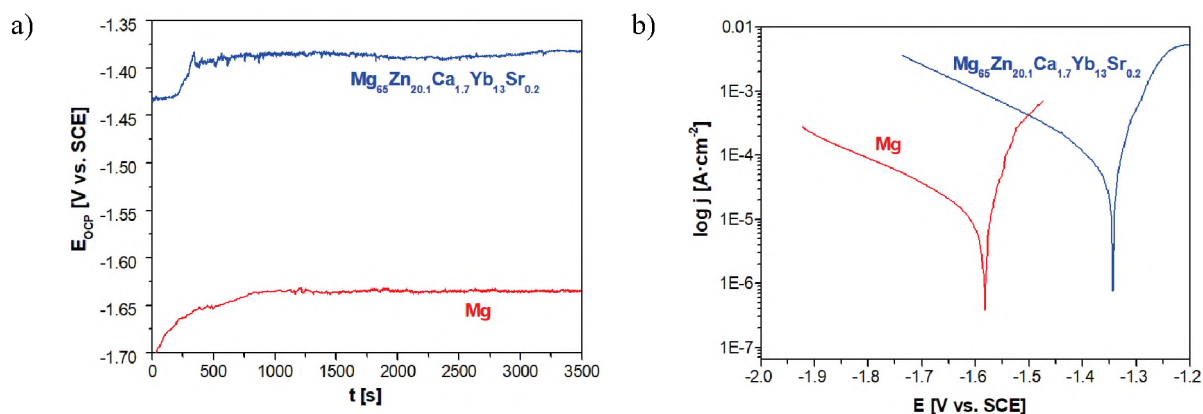 a)
-1.35
-1.40
-1.45
-1.50
-1.55
-1.60
-1.65
-1.70
E_OCP [V vs. SCE]
Mg₆₅Zn₂₀.₁Ca₁.₇Yb₁₃Sr₀.₂
Mg
0 500 1000 1500 2000 2500 3000 3500
t [s]
b)
0.01
1E-3
1E-4
1E-5
1E-6
1E-7
log j [A·cm⁻²]
Mg₆₅Zn₂₀.₁Ca₁.₇Yb₁₃Sr₀.₂
Mg
-2.0 -1.9 -1.8 -1.7 -1.6 -1.5 -1.4 -1.3 -1.2
E [V vs. SCE]